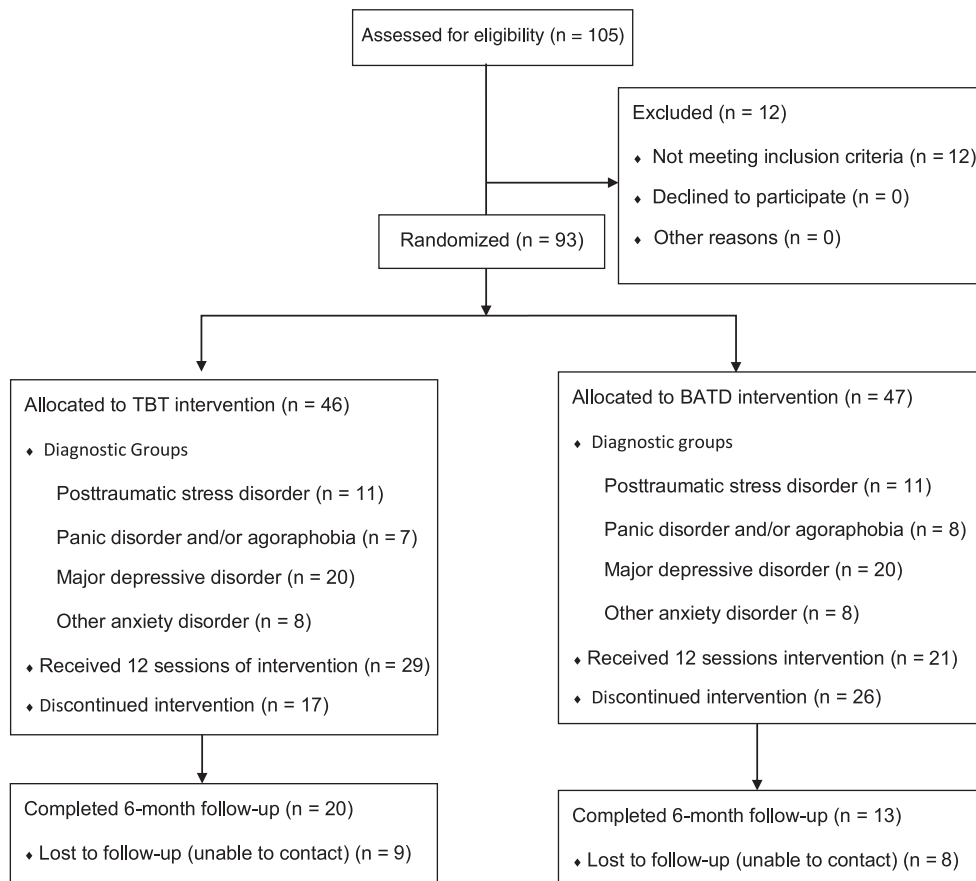 Assessed for eligibility (n = 105)
Excluded (n = 12)
♦ Not meeting inclusion criteria (n = 12)
♦ Declined to participate (n = 0)
♦ Other reasons (n = 0)
Randomized (n = 93)
Allocated to TBT intervention (n = 46)
♦ Diagnostic Groups
Posttraumatic stress disorder (n = 11)
Panic disorder and/or agoraphobia (n = 7)
Major depressive disorder (n = 20)
Other anxiety disorder (n = 8)
♦ Received 12 sessions of intervention (n = 29)
♦ Discontinued intervention (n = 17)
Allocated to BATD intervention (n = 47)
♦ Diagnostic groups
Posttraumatic stress disorder (n = 11)
Panic disorder and/or agoraphobia (n = 8)
Major depressive disorder (n = 20)
Other anxiety disorder (n = 8)
♦ Received 12 sessions intervention (n = 21)
♦ Discontinued intervention (n = 26)
Completed 6-month follow-up (n = 20)
♦ Lost to follow-up (unable to contact) (n = 9)
Completed 6-month follow-up (n = 13)
♦ Lost to follow-up (unable to contact) (n = 8)